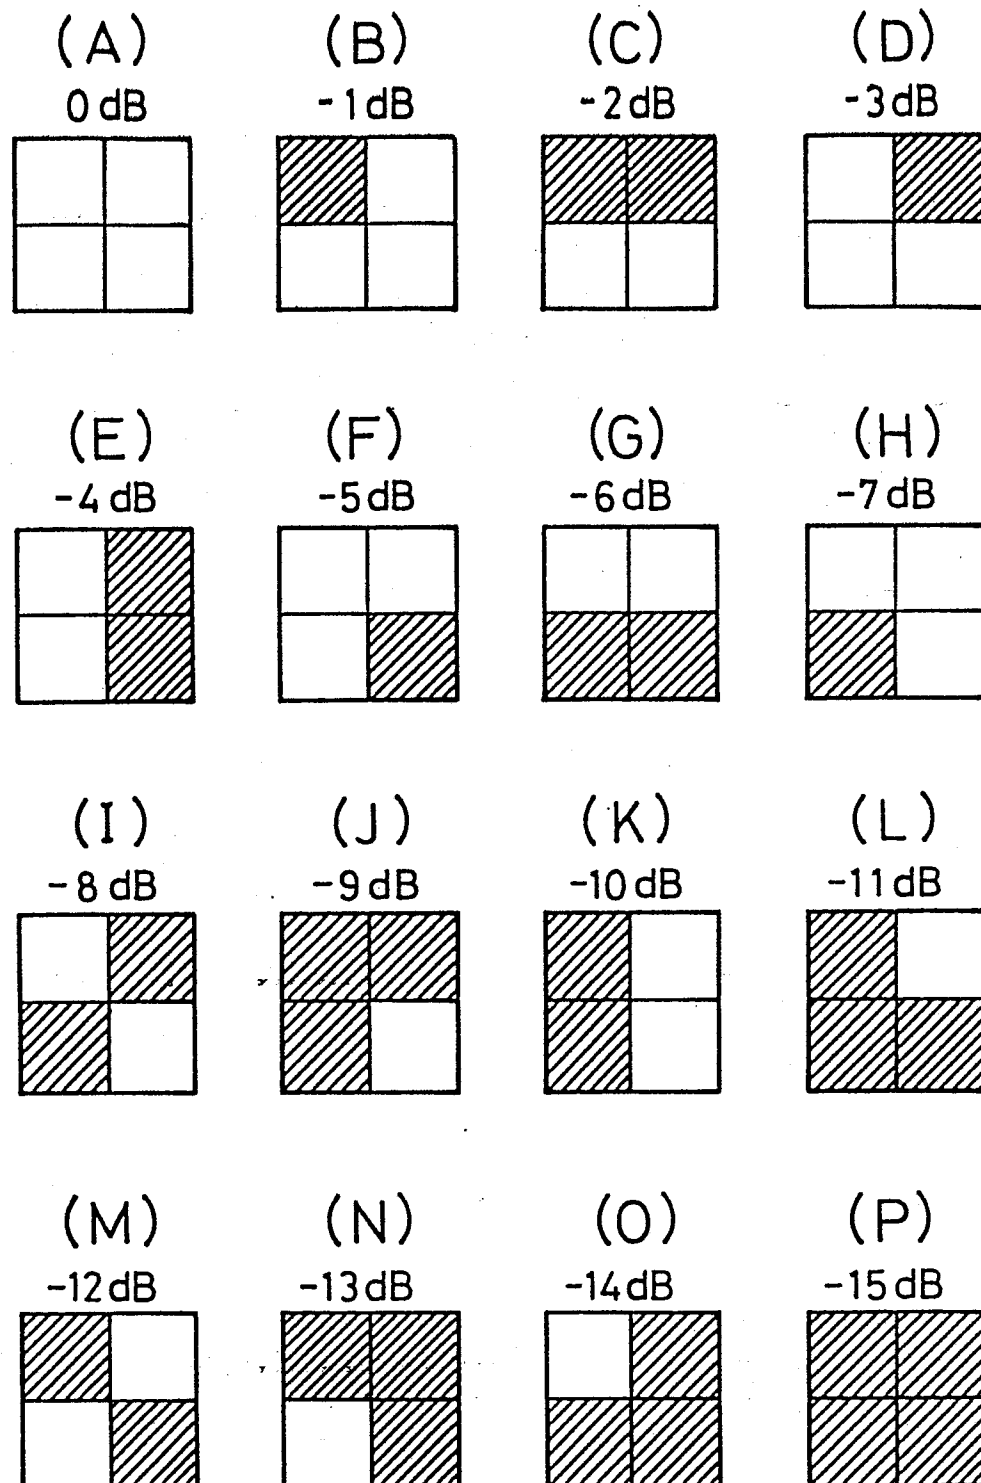 (A) (B) (C) (D)
0 dB -1 dB -2 dB -3 dB
(E) (F) (G) (H)
-4 dB -5 dB -6 dB -7 dB
(I) (J) (K) (L)
-8 dB -9 dB -10 dB -11 dB
(M) (N) (O) (P)
-12 dB -13 dB -14 dB -15 dB